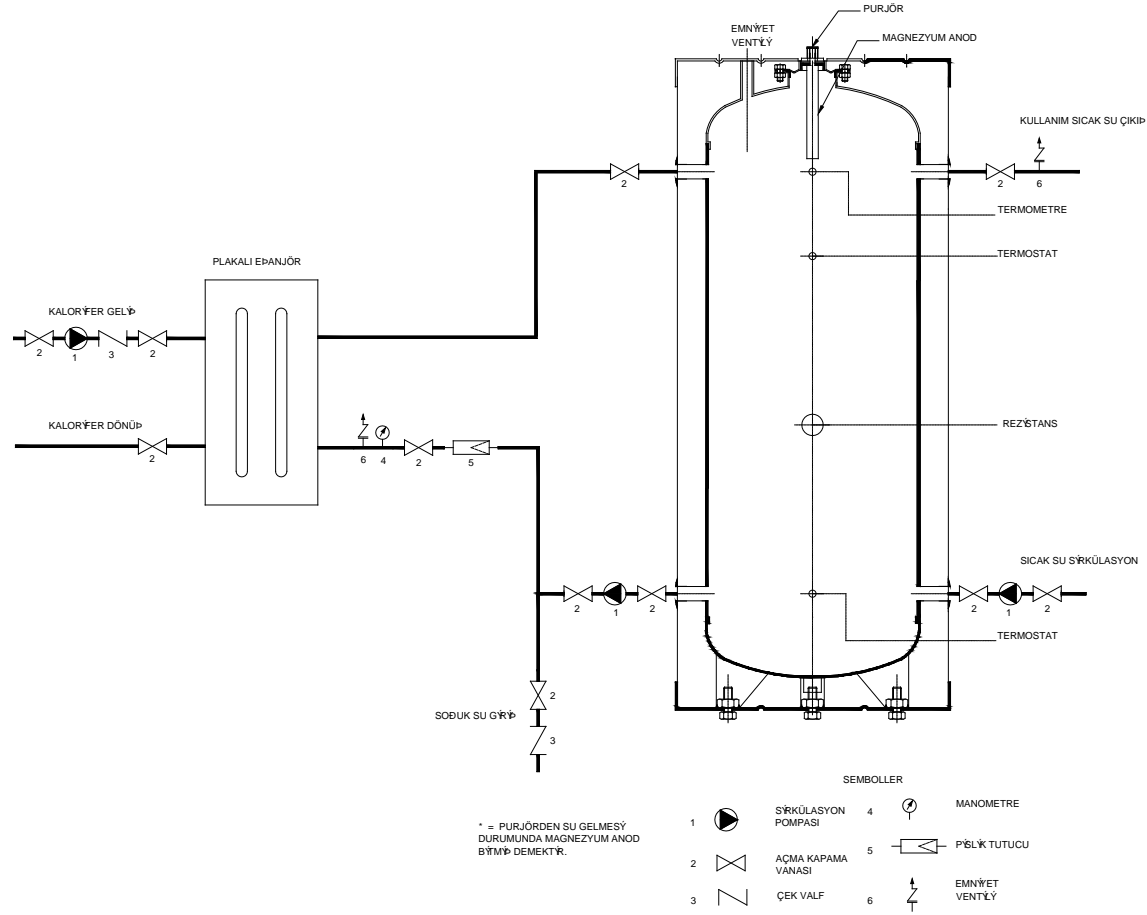 PURJÖR
EMNÝYET
VENTÝLÝ
MAGNEZYUM ANOD
KULLANIM SICAK SU ÇIKIÞ
2
2
6
TERMOMETRE
PLAKALI EÞANJÖR
TERMOSTAT
KALORÝFER GELÝÞ
2
1
3
2
KALORÝFER DÖNÜÞ
2
6
4
2
5
REZÝSTANS
SICAK SU SÝRKÜLASYON
2
1
2
2
1
2
TERMOSTAT
2
SOÐUK SU GÝRÝÞ
3
SEMBOLLER
* = PURJÖRDEN SU GELMESÝ
DURUMUNDA MAGNEZYUM ANOD
BÝTMÝÞ DEMEKTÝR.
1
SÝRKÜLASYON
POMPASI
2
AÇMA KAPAMA
VANASI
3
ÇEK VALF
4
MANOMETRE
5
PÝSLÝK TUTUCU
6
EMNÝYET
VENTÝLÝ